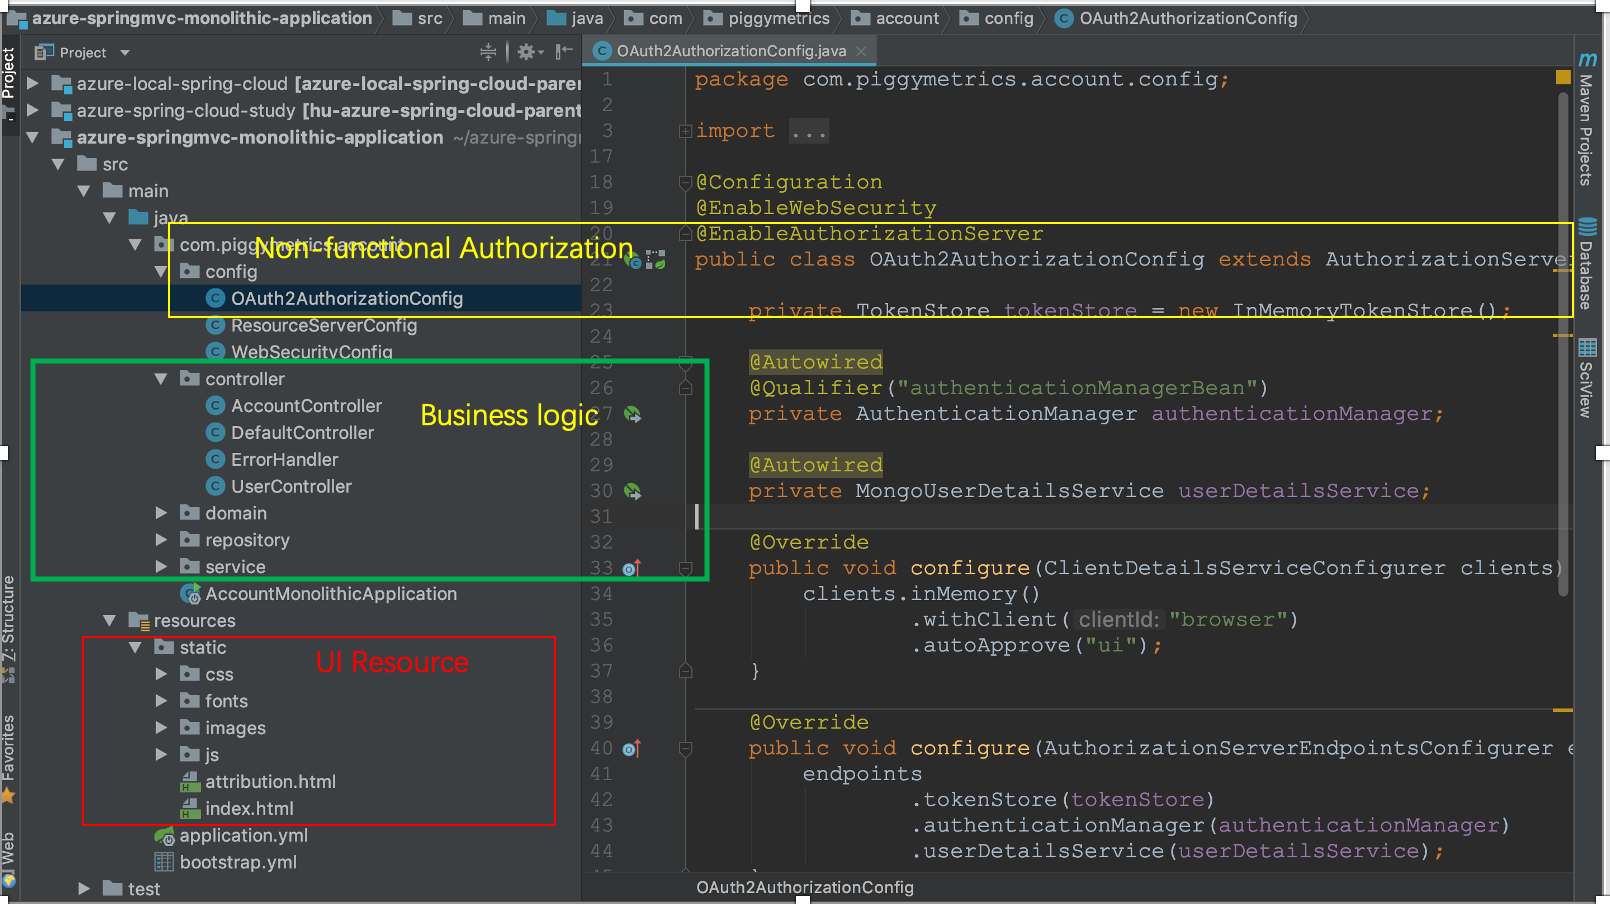 azure-springmvc-monolithic-application src main java com piggymetrics account config OAuth2AuthorizationConfig
Project
OAuth2AuthorizationConfig.java
azure-local-spring-cloud [azure-local-spring-cloud-parent
azure-spring-cloud-study [hu-azure-spring-cloud-parent
azure-springmvc-monolithic-application ~/azure-spring
src
main
java
com.piggymetrics.account
Non-functional Authorization
config
OAuth2AuthorizationConfig
ResourceServerConfig
WebSecurityConfig
controller
AccountController
Business logic
DefaultController
ErrorHandler
UserController
domain
repository
service
AccountMonolithicApplication
resources
static
UI Resource
css
fonts
images
js
attribution.html
index.html
application.yml
bootstrap.yml
test
1 package com.piggymetrics.account.config;
2
3 import ...
17
18 @Configuration
19 @EnableWebSecurity
20 @EnableAuthorizationServer
21 public class OAuth2AuthorizationConfig extends AuthorizationServer
22
23 private TokenStore tokenStore = new InMemoryTokenStore();
24
25 @Autowired
26 @Qualifier("authenticationManagerBean")
27 private AuthenticationManager authenticationManager;
28
29 @Autowired
30 private MongoUserDetailsService userDetailsService;
31
32 @Override
33 public void configure(ClientDetailsServiceConfigurer clients)
34 clients.inMemory()
35 .withClient( clientId: "browser")
36 .autoApprove("ui");
37 }
38
39 @Override
40 public void configure(AuthorizationServerEndpointsConfigurer e
41 endpoints
42 .tokenStore(tokenStore)
43 .authenticationManager(authenticationManager)
44 .userDetailsService(userDetailsService);
OAuth2AuthorizationConfig
Project
Z: Structure
Favorites
Web
Maven Projects
Database
SciView